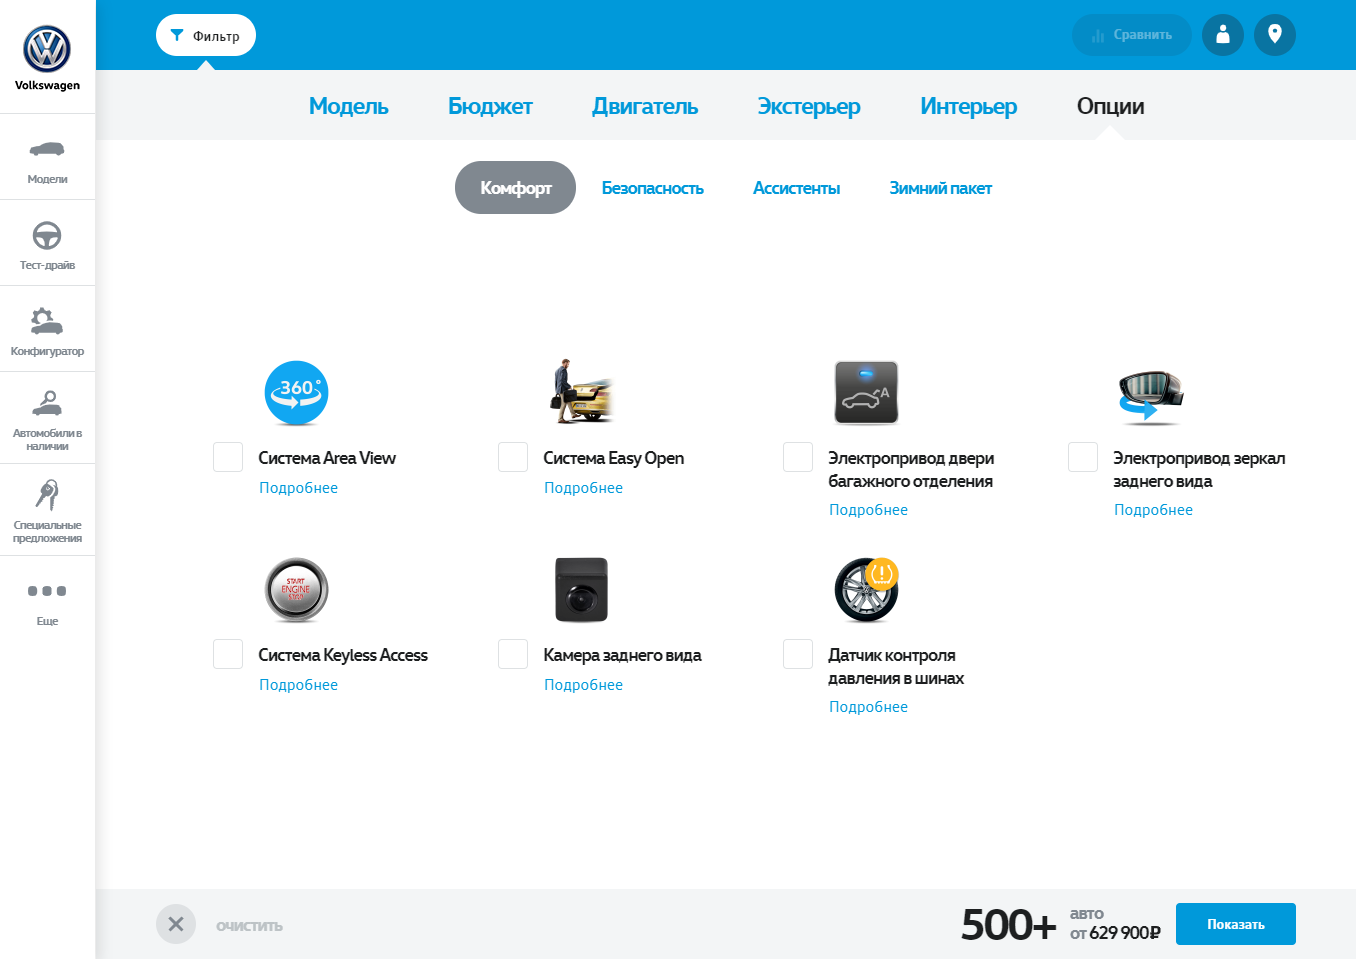 Volkswagen
Модели
Тест-драйв
Конфигуратор
Автомобили в
наличии
Специальные
предложения
Еще
Фильтр
Сравнить
Модель
Бюджет
Двигатель
Экстерьер
Интерьер
Опции
Комфорт
Безопасность
Ассистенты
Зимний пакет
360°
Система Area View
Подробнее
Система Easy Open
Подробнее
A
Электропривод двери
багажного отделения
Подробнее
Электропривод зеркал
заднего вида
Подробнее
START
ENGINE
STOP
Система Keyless Access
Подробнее
Камера заднего вида
Подробнее
Датчик контроля
давления в шинах
Подробнее
ОЧИСТИТЬ
500+
авто
от 629 900₽
Показать